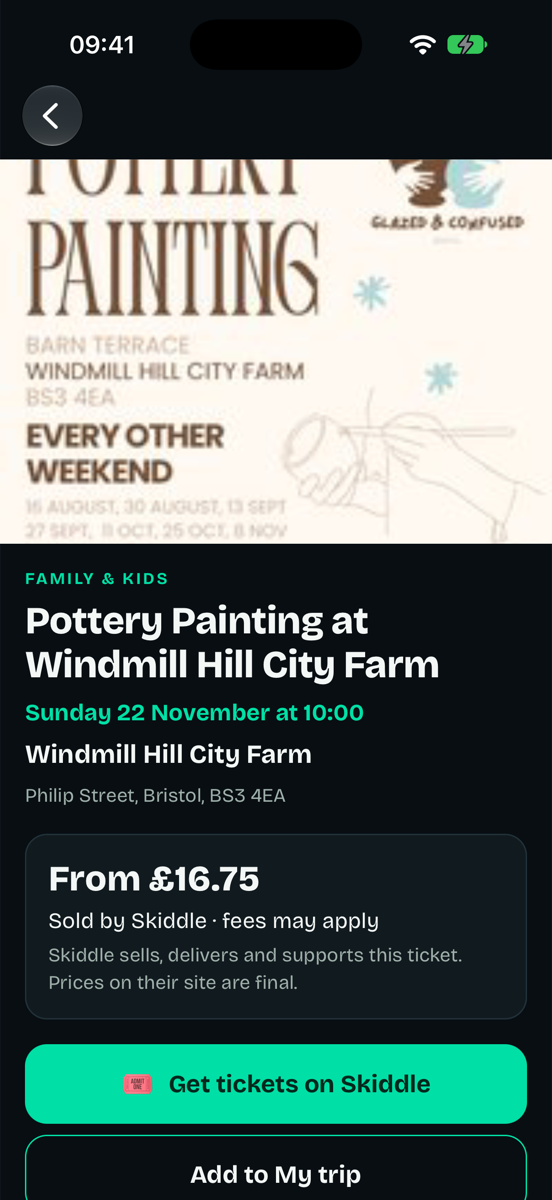 09:41
POTTERY
PAINTING
GLAZED & CONFUSED
BARN TERRACE
WINDMILL HILL CITY FARM
BS3 4EA
EVERY OTHER
WEEKEND
16 AUGUST, 30 AUGUST, 13 SEPT
27 SEPT, 11 OCT, 25 OCT, 8 NOV
FAMILY & KIDS
Pottery Painting at
Windmill Hill City Farm
Sunday 22 November at 10:00
Windmill Hill City Farm
Philip Street, Bristol, BS3 4EA
From £16.75
Sold by Skiddle · fees may apply
Skiddle sells, delivers and supports this ticket.
Prices on their site are final.
ADMIT
ONE
Get tickets on Skiddle
Add to My trip